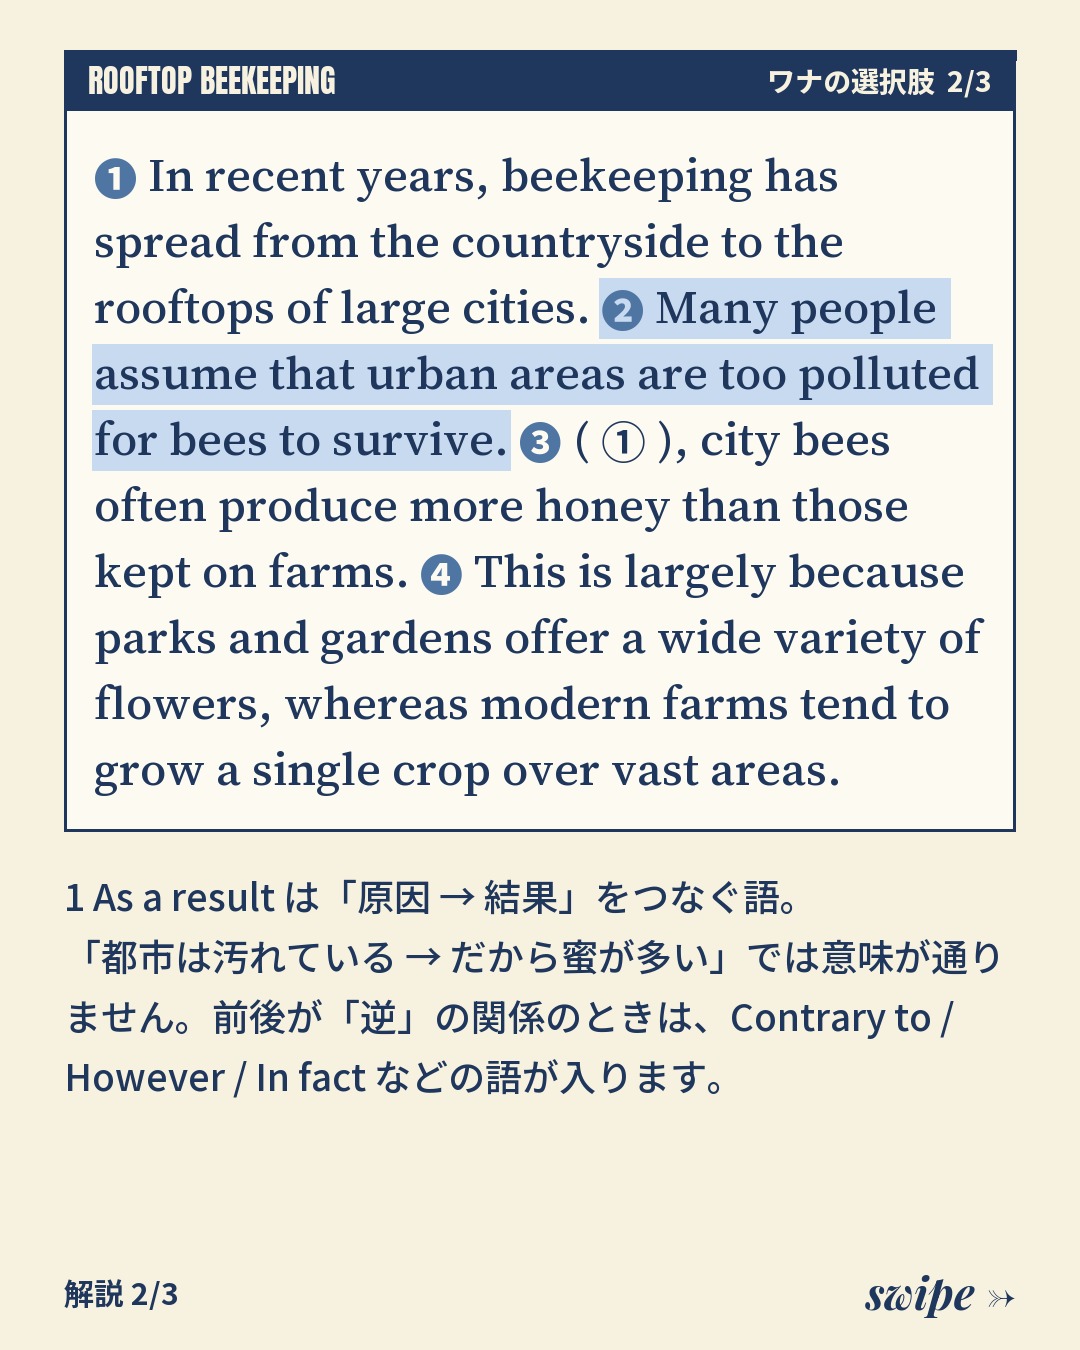 ROOFTOP BEEKEEPING
ワナの選択肢 2/3
❶ In recent years, beekeeping has
spread from the countryside to the
rooftops of large cities. ❷ Many people
assume that urban areas are too polluted
for bees to survive. ❸ ( ① ), city bees
often produce more honey than those
kept on farms. ❹ This is largely because
parks and gardens offer a wide variety of
flowers, whereas modern farms tend to
grow a single crop over vast areas.
1 As a result は「原因 → 結果」をつなぐ語。
「都市は汚れている → だから蜜が多い」では意味が通り
ません。前後が「逆」の関係のときは、Contrary to /
However / In fact などの語が入ります。
解説 2/3
swipe